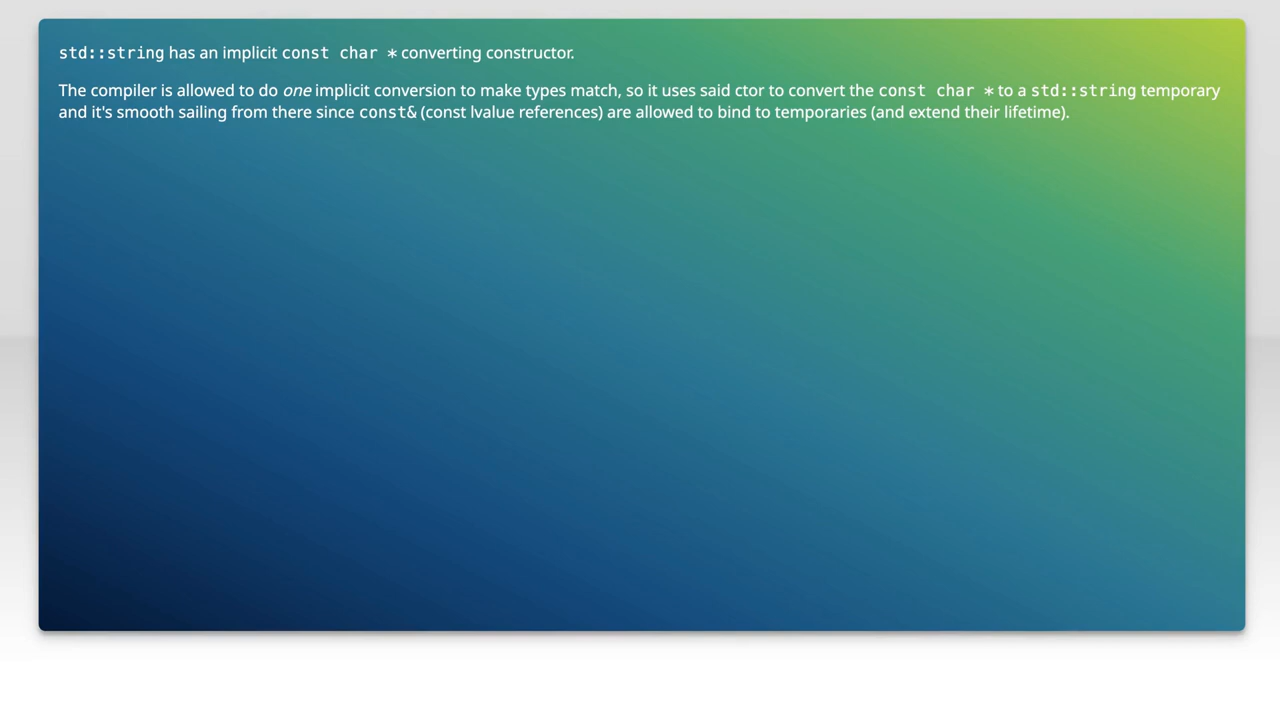 std::string has an implicit const char * converting constructor.
The compiler is allowed to do one implicit conversion to make types match, so it uses said ctor to convert the const char * to a std::string temporary
and it's smooth sailing from there since const& (const lvalue references) are allowed to bind to temporaries (and extend their lifetime).